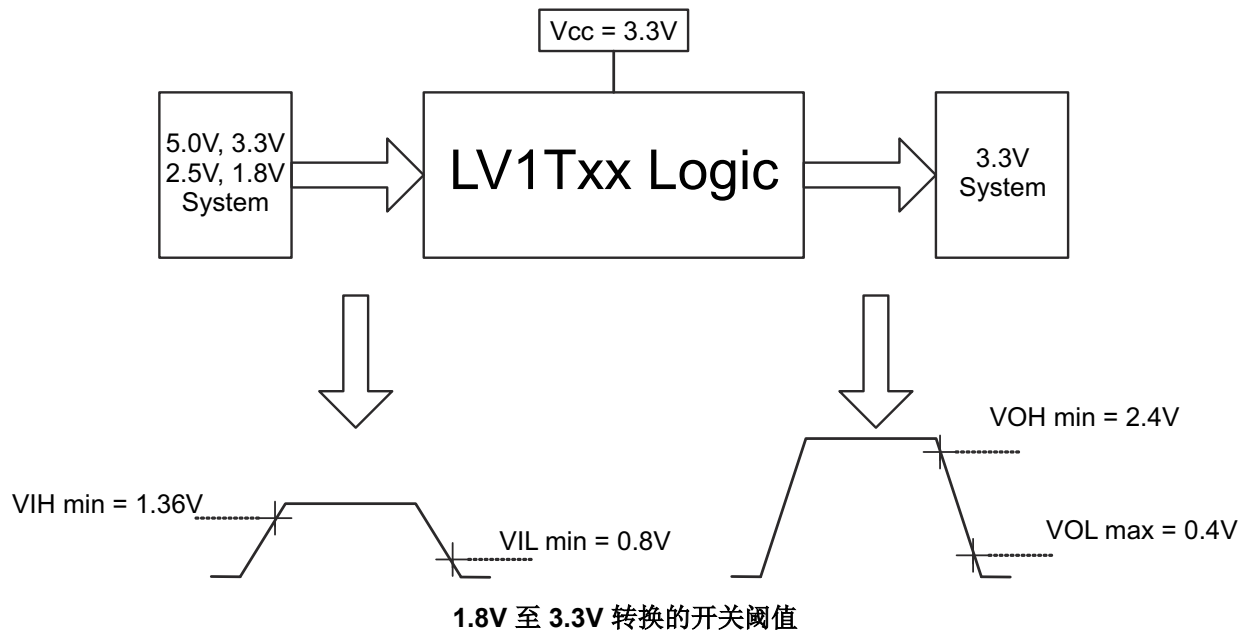 Vcc = 3.3V
5.0V, 3.3V
2.5V, 1.8V
System
LV1Txx Logic
3.3V
System
VOH min = 2.4V
VIH min = 1.36V
VIL min = 0.8V
VOL max = 0.4V
1.8V 至 3.3V 转换的开关阈值